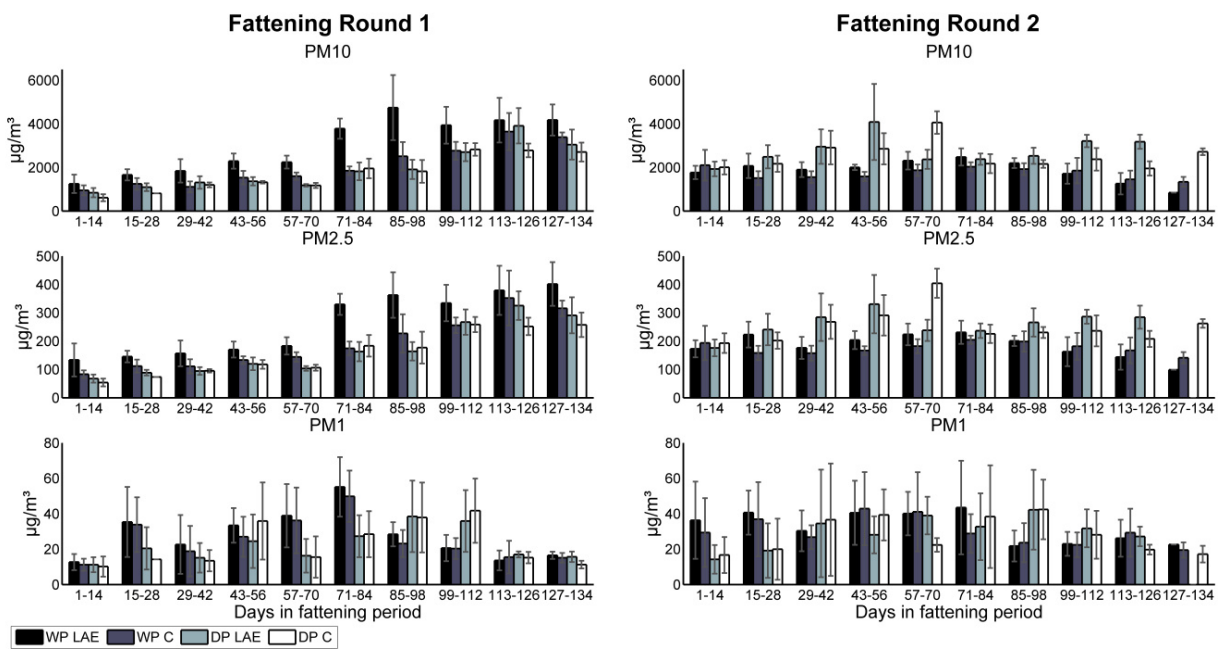 Fattening Round 1
PM10
6000
4000
2000
0
µg/m³
1-14 15-28 29-42 43-56 57-70 71-84 85-98 99-112 113-126 127-134
PM2.5
500
400
300
200
100
0
µg/m³
1-14 15-28 29-42 43-56 57-70 71-84 85-98 99-112 113-126 127-134
PM1
80
60
40
20
0
µg/m³
1-14 15-28 29-42 43-56 57-70 71-84 85-98 99-112 113-126 127-134
Days in fattening period
Fattening Round 2
PM10
6000
4000
2000
0
µg/m³
1-14 15-28 29-42 43-56 57-70 71-84 85-98 99-112 113-126 127-134
PM2.5
500
400
300
200
100
0
µg/m³
1-14 15-28 29-42 43-56 57-70 71-84 85-98 99-112 113-126 127-134
PM1
80
60
40
20
0
µg/m³
1-14 15-28 29-42 43-56 57-70 71-84 85-98 99-112 113-126 127-134
Days in fattening period
WP LAE WP C DP LAE DP C